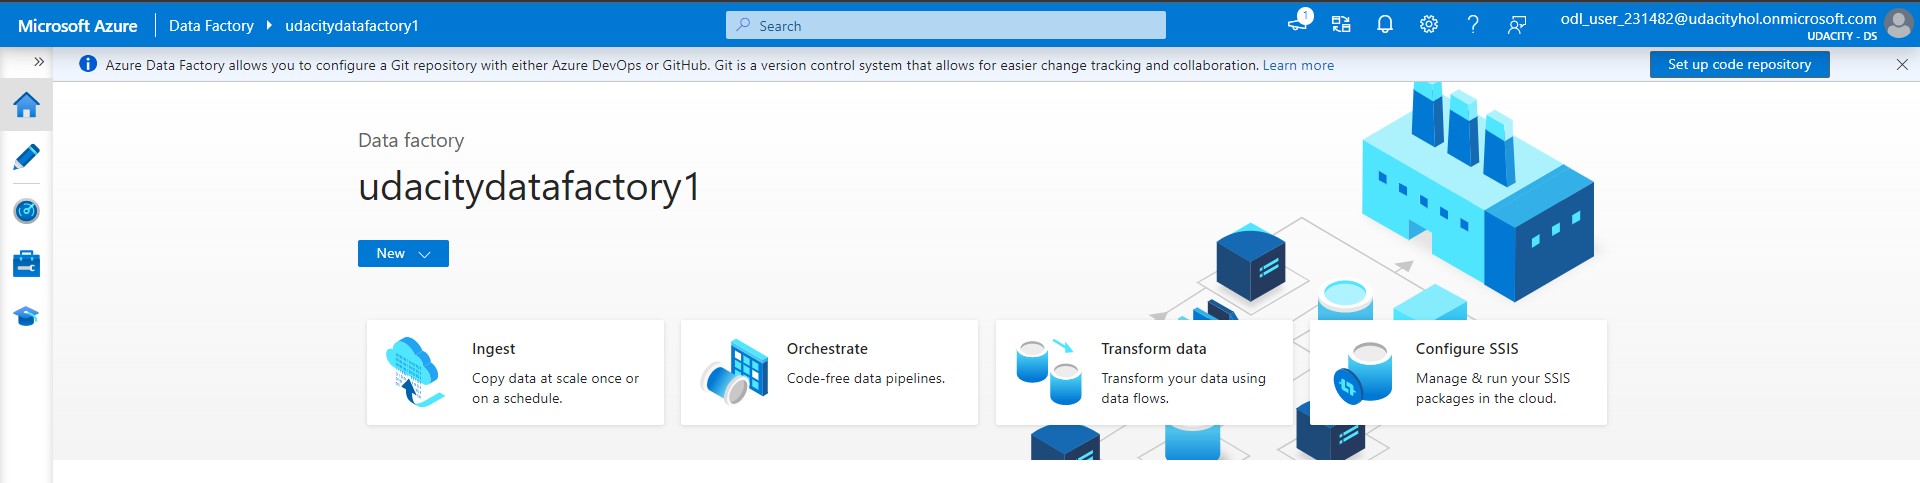 Microsoft Azure
Data Factory
udacitydatafactory1
Search
1
odl_user_231482@udacityhol.onmicrosoft.com
UDACITY - DS
Azure Data Factory allows you to configure a Git repository with either Azure DevOps or GitHub. Git is a version control system that allows for easier change tracking and collaboration. Learn more
Set up code repository
Data factory
udacitydatafactory1
New
Ingest
Copy data at scale once or
on a schedule.
Orchestrate
Code-free data pipelines.
Transform data
Transform your data using
data flows.
Configure SSIS
Manage & run your SSIS
packages in the cloud.